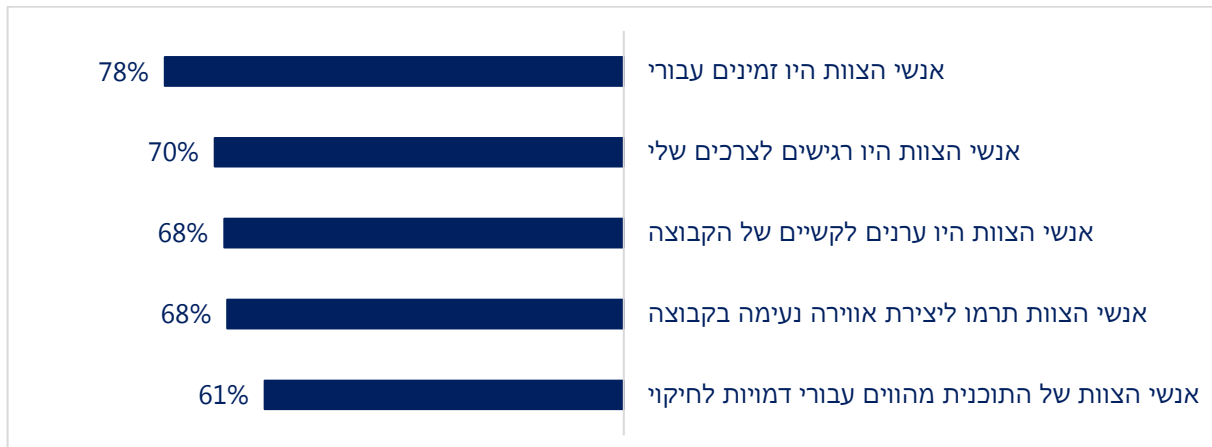 אנשי הצוות היו זמינים עבורי 78%
אנשי הצוות היו רגישים לצרכים שלי 70%
אנשי הצוות היו ערנים לקשיים של הקבוצה 68%
אנשי הצוות תרמו ליצירת אווירה נעימה בקבוצה 68%
אנשי הצוות של התוכנית מהווים עבורי דמויות לחיקוי 61%